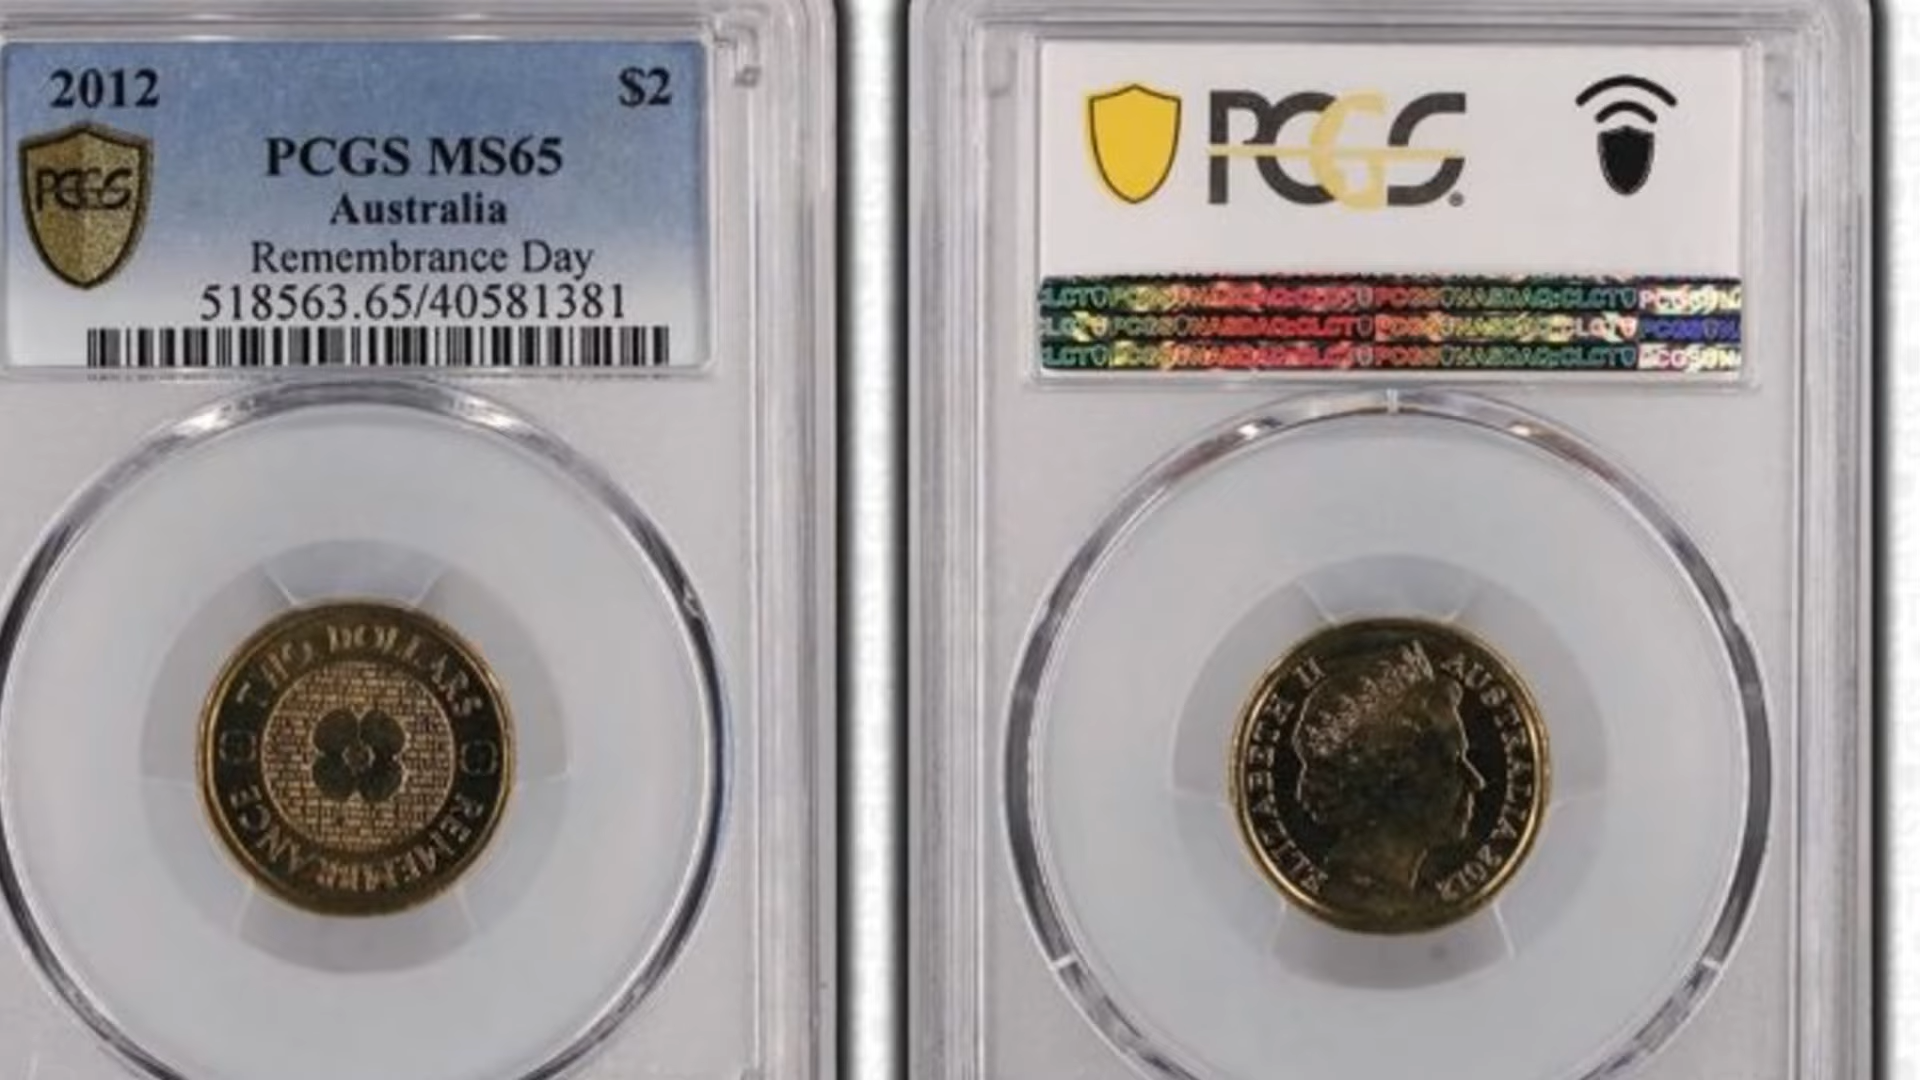 2012 $2
PCGS
PCGS MS65
Australia
Remembrance Day
518563.65/40581381
TWO DOLLARS
REMEMBRANCE
PCGS
ELIZABETH II
AUSTRALIA 2012